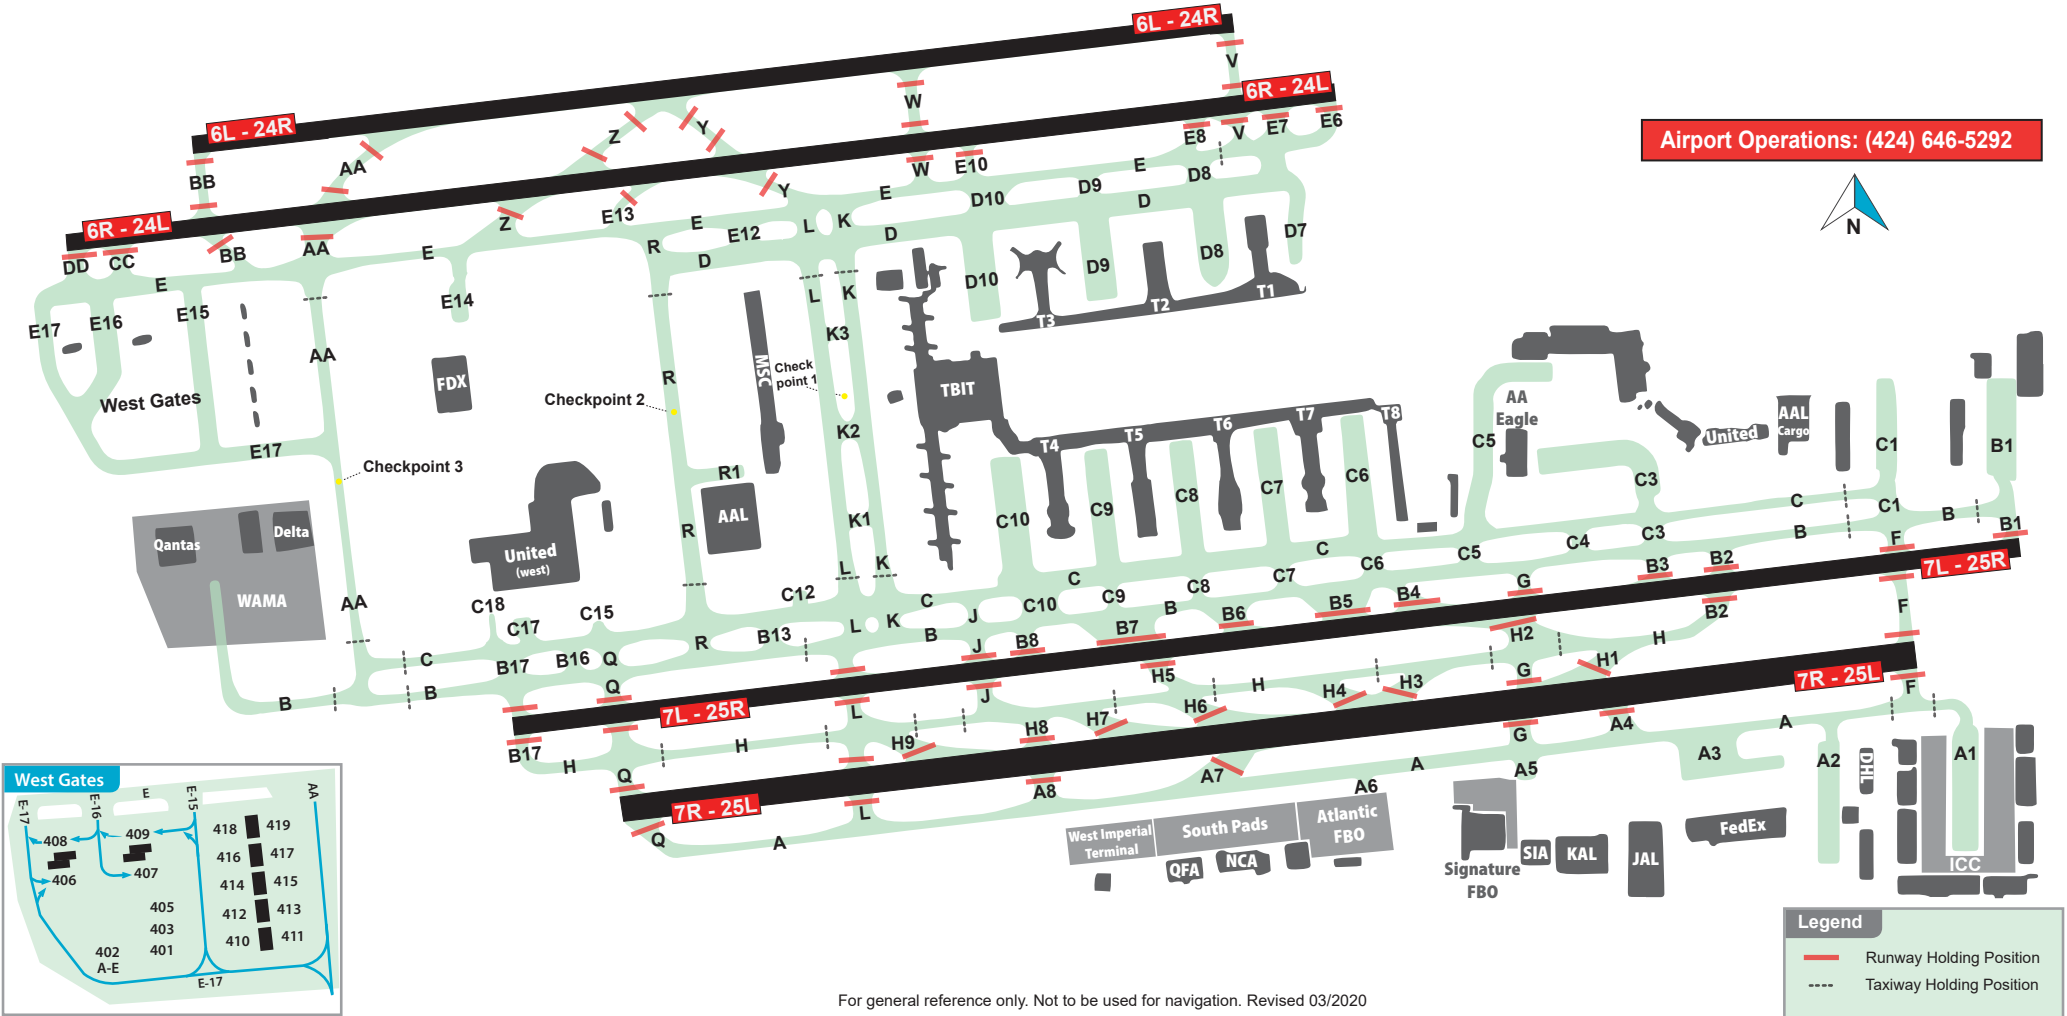 6L - 24R
V
6R - 24L
W
E8
V
E7
E6
6L - 24R
Z
Y
Airport Operations: (424) 646-5292
AA
BB
W
E10
E
D8
Y
E
D10
D9
D
N
6R - 24L
Z
E13
E
E12
L
K
D
D7
DD
CC
BB
AA
E
R
D
D10
D9
D8
E
E14
L
K
T3
T2
T1
E17
E16
E15
K3
AA
MSC
Check
point 1
R
FDX
TBIT
West Gates
Checkpoint 2
AA
Eagle
AAL
Cargo
K2
T4
T5
T6
T7
T8
C5
United
C1
B1
E17
Checkpoint 3
R1
C10
C9
C8
C7
C6
C3
AAL
R
K1
C
C1
B
B1
Qantas
Delta
United
(west)
L
K
C
C5
C4
C3
B
F
WAMA
AA
C18
C17
C15
C12
C
C
C10
C9
C8
C7
C6
B3
B2
7L - 25R
L
K
J
B
B
B8
B7
B6
B5
B4
G
B2
F
C
B17
B16
Q
R
B13
J
H2
H
B
B
Q
7L - 25R
L
J
H5
H
H4
H3
G
H1
7R - 25L
F
B17
H
Q
H
H9
H8
H7
H6
G
A4
A
7R - 25L
L
A8
A7
A6
A
A5
A3
A2
DHL
A1
Q
A
West Imperial
Terminal
South Pads
Atlantic
FBO
QFA
NCA
Signature
FBO
SIA
KAL
JAL
FedEx
ICC
West Gates
E-17
E-16
E
E-15
AA
408
409
418
419
406
407
416
417
414
415
405
412
413
403
410
411
402
A-E
401
E-17
Legend
Runway Holding Position
Taxiway Holding Position
For general reference only. Not to be used for navigation. Revised 03/2020